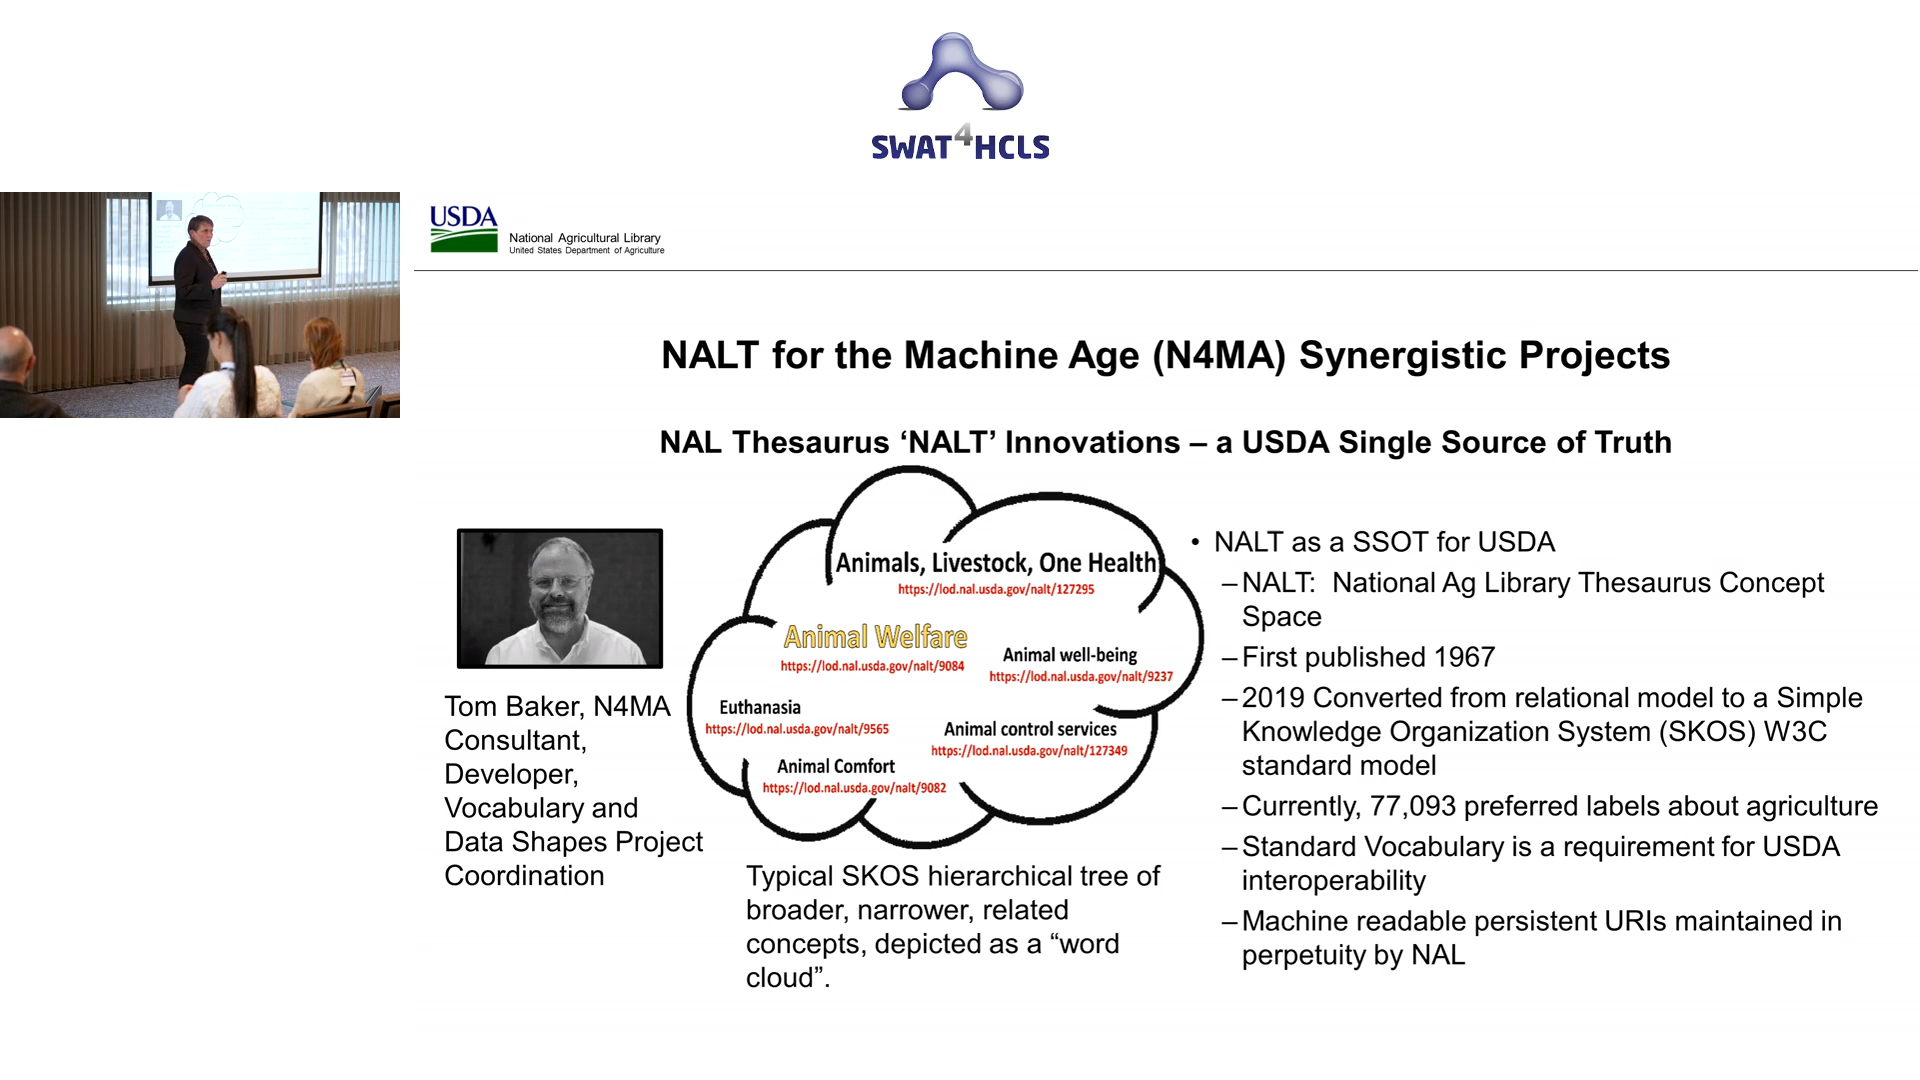 SWAT4HCLS
USDA
National Agricultural Library
United States Department of Agriculture
NALT for the Machine Age (N4MA) Synergistic Projects
NAL Thesaurus ‘NALT’ Innovations – a USDA Single Source of Truth
Tom Baker, N4MA
Consultant,
Developer,
Vocabulary and
Data Shapes Project
Coordination
Animals, Livestock, One Health
https://lod.nal.usda.gov/nalt/127295
Animal Welfare
https://lod.nal.usda.gov/nalt/9084
Animal well-being
https://lod.nal.usda.gov/nalt/9237
Euthanasia
https://lod.nal.usda.gov/nalt/9565
Animal control services
https://lod.nal.usda.gov/nalt/127349
Animal Comfort
https://lod.nal.usda.gov/nalt/9082
Typical SKOS hierarchical tree of
broader, narrower, related
concepts, depicted as a “word
cloud”.
• NALT as a SSOT for USDA
– NALT: National Ag Library Thesaurus Concept
Space
– First published 1967
– 2019 Converted from relational model to a Simple
Knowledge Organization System (SKOS) W3C
standard model
– Currently, 77,093 preferred labels about agriculture
– Standard Vocabulary is a requirement for USDA
interoperability
– Machine readable persistent URIs maintained in
perpetuity by NAL